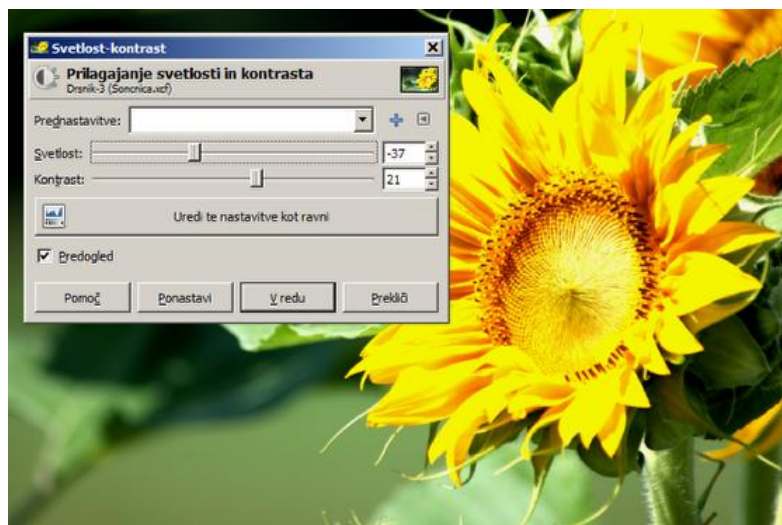 Svetlost-kontrast
Prilagajanje svetlosti in kontrasta
Drsnik-3 (Soncnica.xcf)
Prednastavitve:
Svetlost: -37
Kontrast: 21
Uredi te nastavitve kot ravni
Predogled
Pomoč Ponastavi V redu Prekliči